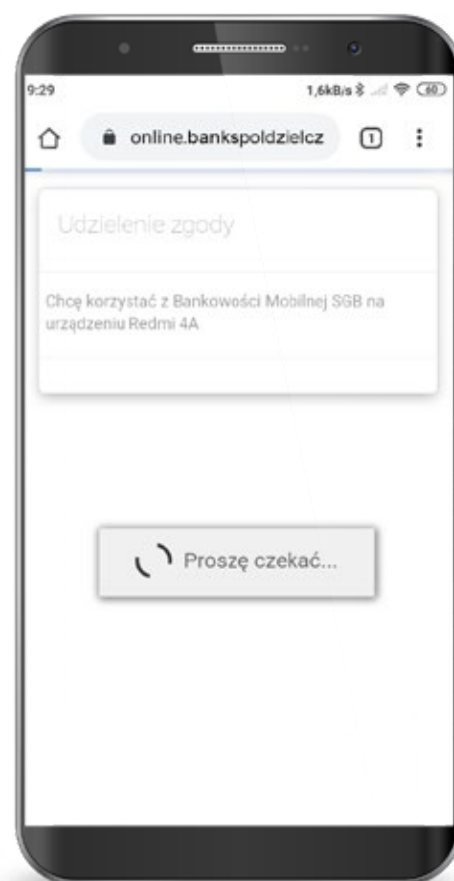 9:29 1,6kB/s 60
online.bankspoldzielcz 1
Udzielenie zgody
Chcę korzystać z Bankowości Mobilnej SGB na
urządzeniu Redmi 4A
Proszę czekać...